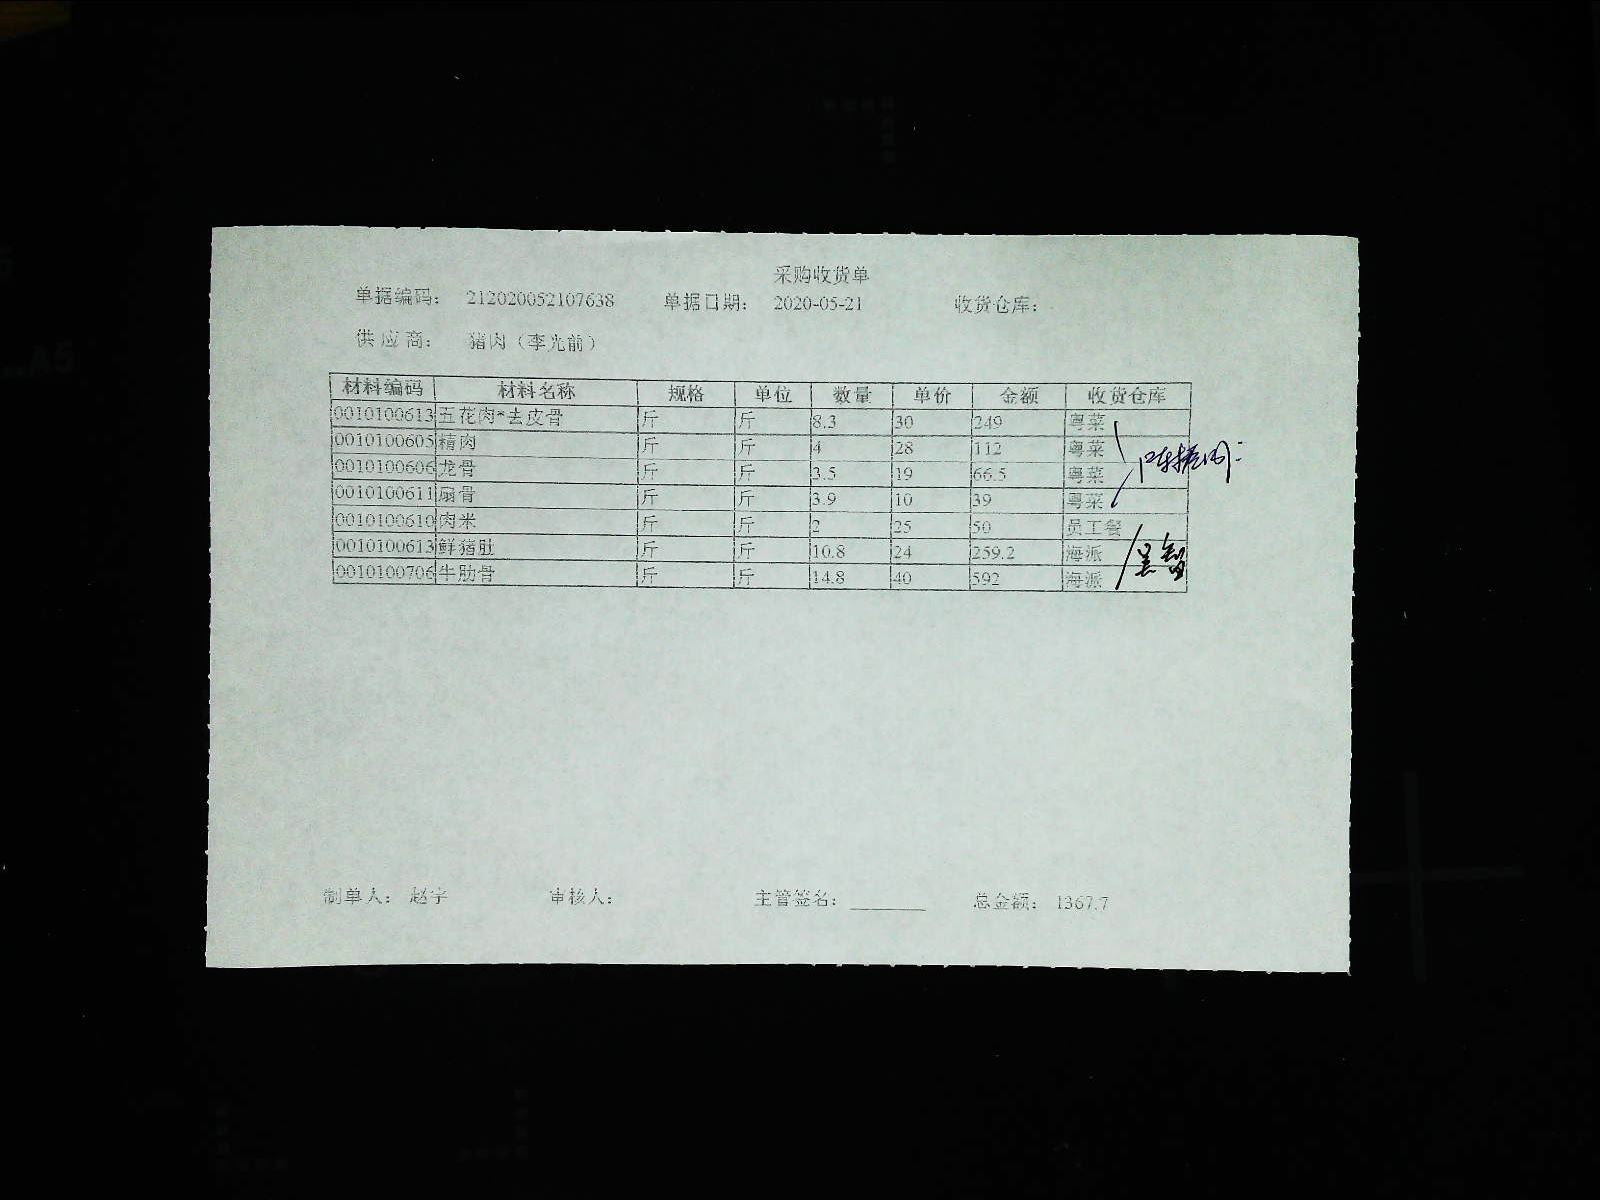 采购收货单
单据编码： 212020052107638 单据日期： 2020-05-21 收货仓库：
供应商： 猪肉（李光前）
材料编码 材料名称 规格 单位 数量 单价 金额 收货仓库
0010100613 五花肉*去皮骨 斤 斤 8.3 30 249 粤菜
0010100605 精肉 斤 斤 4 28 112 粤菜
0010100606 龙骨 斤 斤 3.5 19 66.5 粤菜
0010100611 扇骨 斤 斤 3.9 10 39 粤菜
0010100610 肉米 斤 斤 2 25 50 员工餐
0010100613 鲜猪肚 斤 斤 10.8 24 259.2 海派
0010100706 牛肋骨 斤 斤 14.8 40 592 海派
制单人： 赵宇 审核人： 主管签名： 总金额： 1367.7